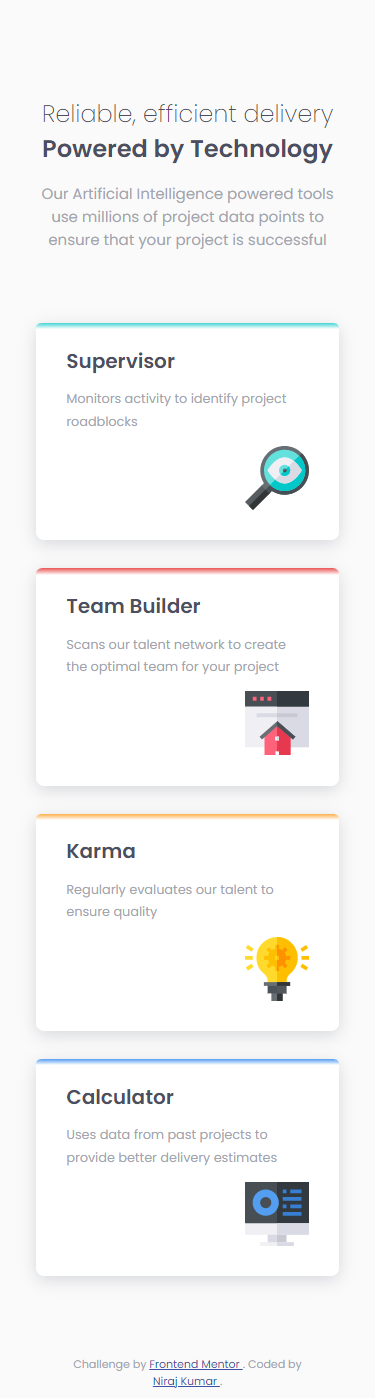 Reliable, efficient delivery
Powered by Technology
Our Artificial Intelligence powered tools
use millions of project data points to
ensure that your project is successful
Supervisor
Monitors activity to identify project
roadblocks
Team Builder
Scans our talent network to create
the optimal team for your project
Karma
Regularly evaluates our talent to
ensure quality
Calculator
Uses data from past projects to
provide better delivery estimates
Challenge by Frontend Mentor . Coded by
Niraj Kumar .